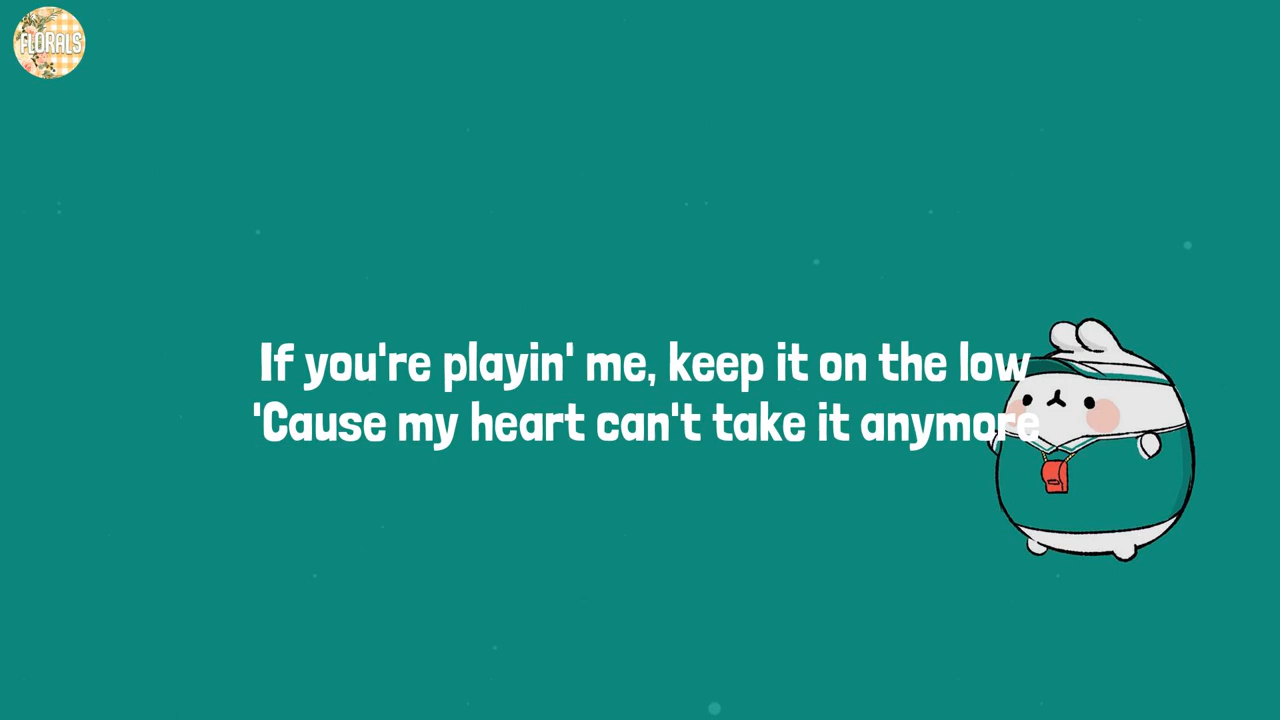 FLORALS
If you're playin' me, keep it on the low
'Cause my heart can't take it anymore